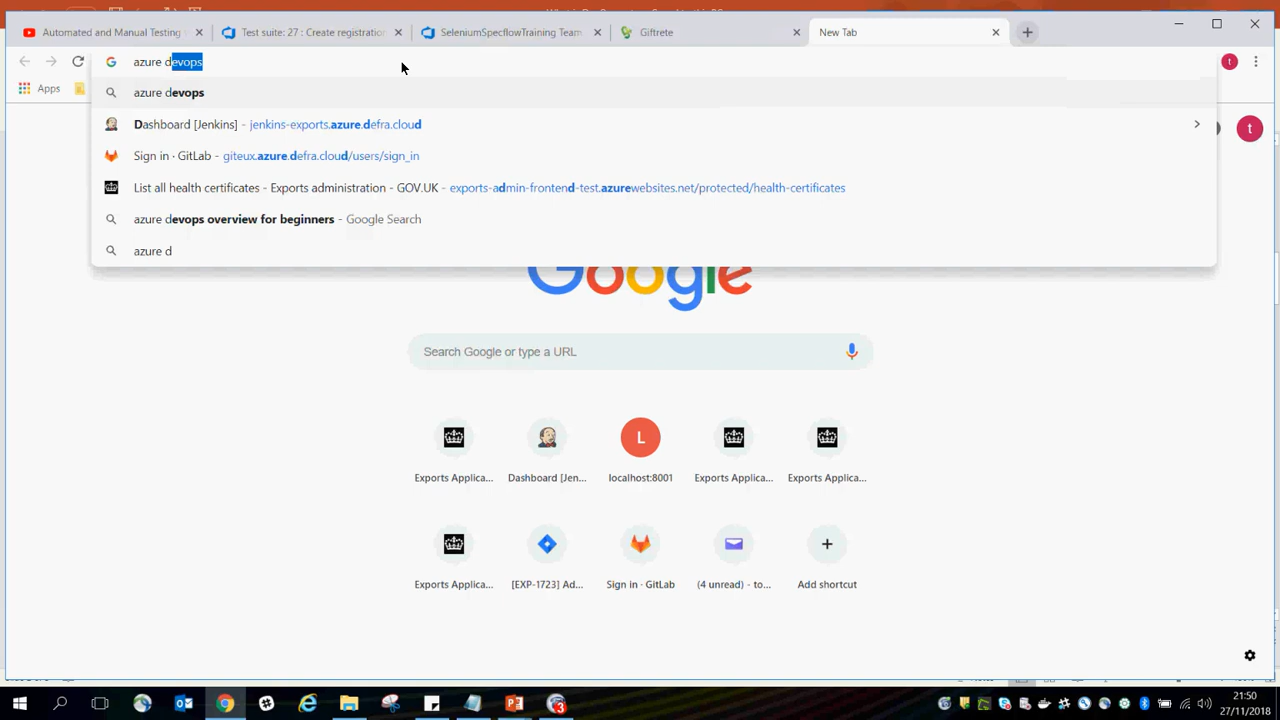 Automated and Manual Testing
Test suite: 27 : Create registration
SeleniumSpecflowTraining Team
Giftrete
New Tab
azure devops
t
Apps
azure devops
Dashboard [Jenkins] - jenkins-exports.azure.defra.cloud
t
Sign in · GitLab - giteux.azure.defra.cloud/users/sign_in
List all health certificates - Exports administration - GOV.UK - exports-admin-frontend-test.azurewebsites.net/protected/health-certificates
azure devops overview for beginners - Google Search
azure d
Google
Search Google or type a URL
L
Exports Applica...
Dashboard [Jen...
localhost:8001
Exports Applica...
Exports Applica...
Exports Applica...
[EXP-1723] Ad...
Sign in · GitLab
(4 unread) - to...
Add shortcut
21:50
27/11/2018